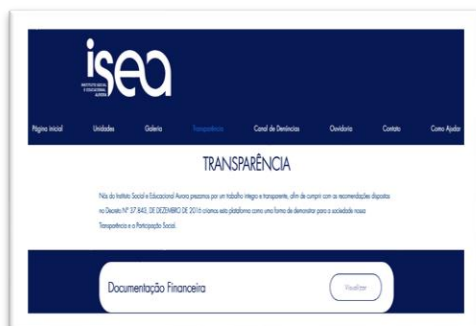 isea
INSTITUTO SOCIAL
E EDUCACIONAL
AURORA
Página inicial Unidades Galeria Transparência Canal de Denúncias Ouvidoria Contato Como Ajudar
TRANSPARÊNCIA
Nós do Instituto Social e Educacional Aurora prezamos por um trabalho íntegro e transparente, afim de cumprir com as recomendações dispostas
no Decreto N° 37.843, DE DEZEMBRO DE 2016 criamos esta plataforma como uma forma de demonstrar para a sociedade nossa
Transparência e a Participação Social.
Documentação Financeira
Visualizar